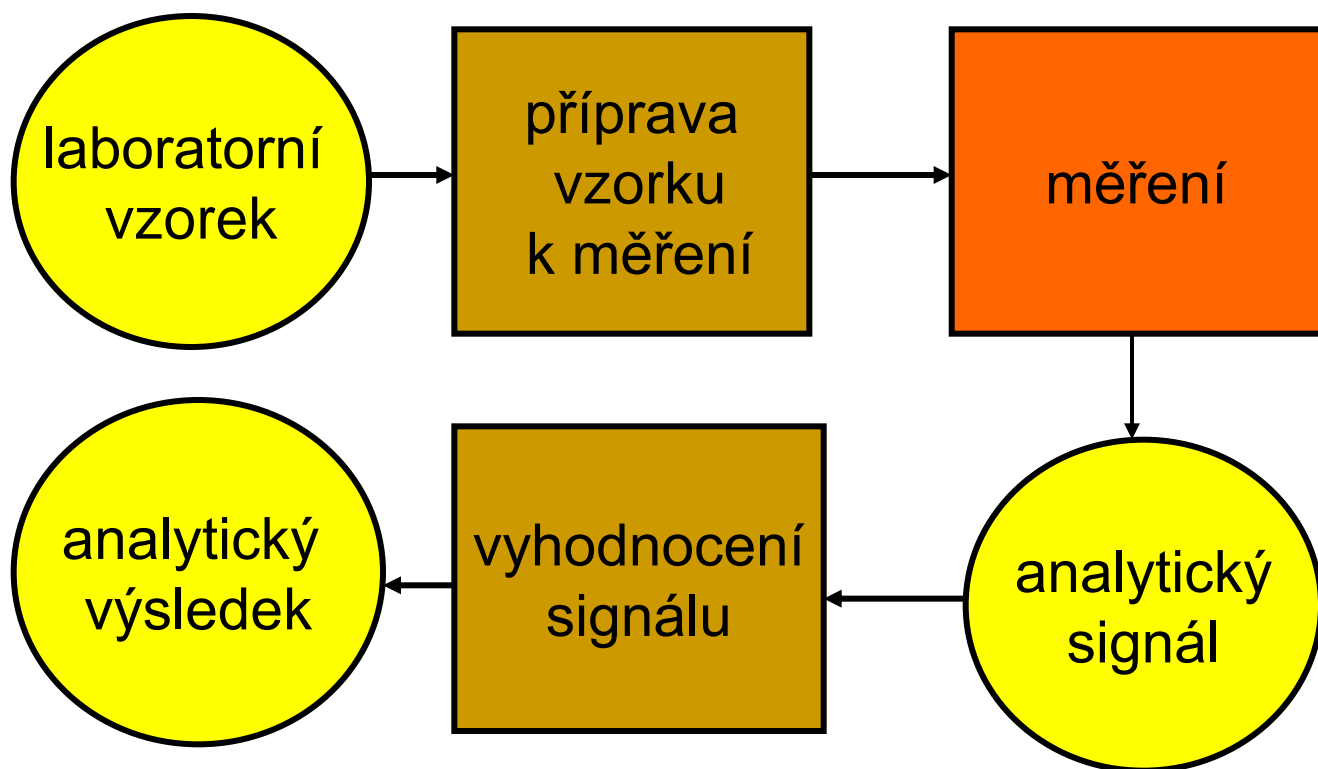 laboratorní
vzorek
příprava
vzorku
k měření
měření
analytický
signál
vyhodnocení
signálu
analytický
výsledek